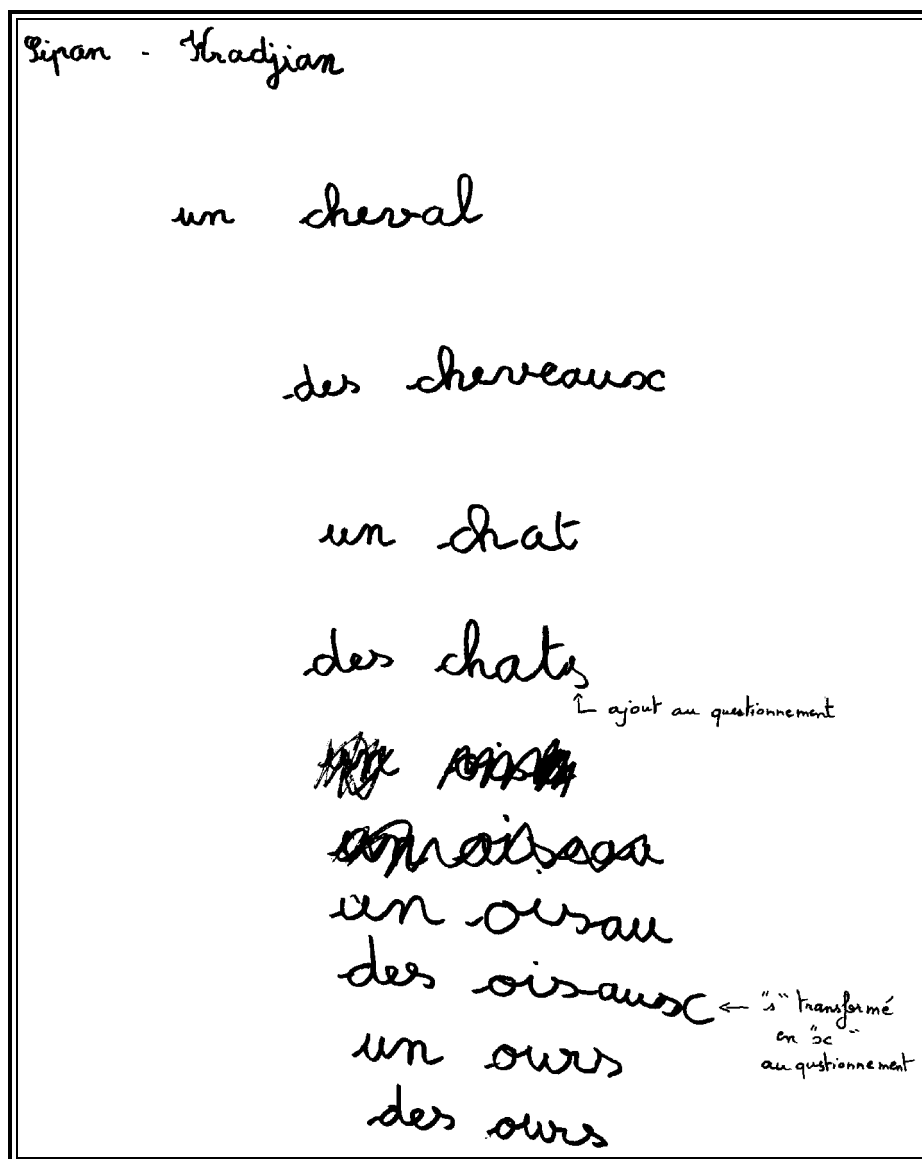 Sipan - Kradjian
un cheval
des cheveaux
un chat
des chats
ajout au questionnement
un oisau
des oisaux ← "s" transformé
en "x"
au qustionnement
un ours
des ours